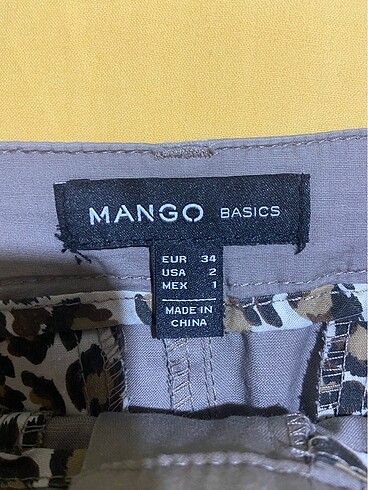 MANGO BASICS
EUR 34
USA 2
MEX 1
MADE IN
CHINA